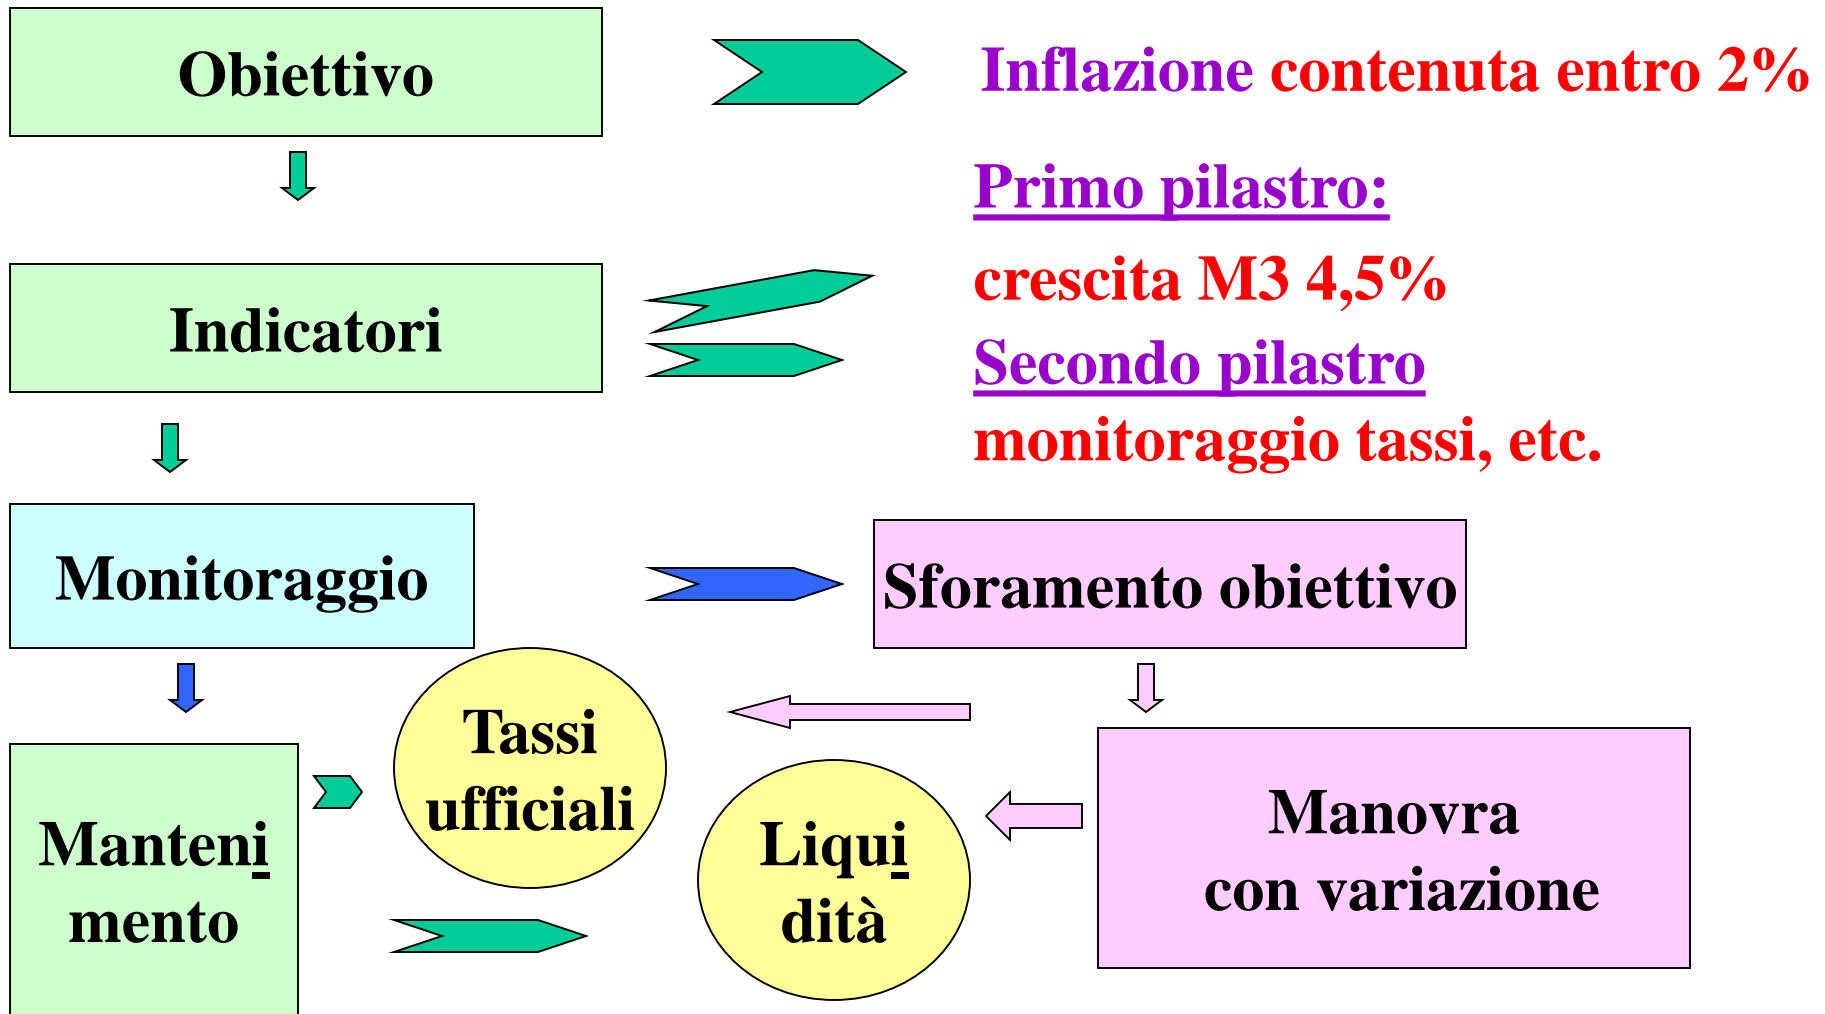 Obiettivo
Inflazione contenuta entro 2%
Primo pilastro:
crescita M3 4,5%
Indicatori
Secondo pilastro
monitoraggio tassi, etc.
Monitoraggio
Sforamento obiettivo
Tassi
ufficiali
Manteni
mento
Liqui
dità
Manovra
con variazione